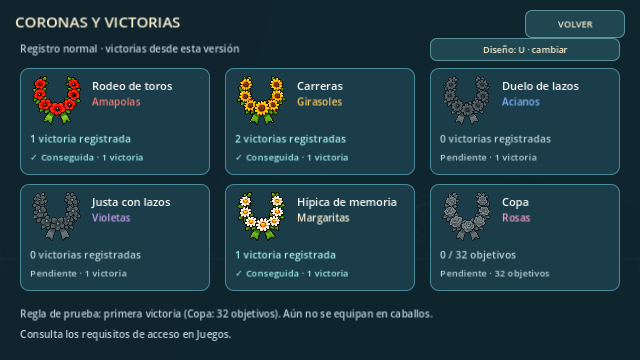 CORONAS Y VICTORIAS
VOLVER
Registro normal · victorias desde esta versión
Diseño: U · cambiar
Rodeo de toros
Amapolas
1 victoria registrada
✓ Conseguida · 1 victoria
Carreras
Girasoles
2 victorias registradas
✓ Conseguida · 1 victoria
Duelo de lazos
Acianos
0 victorias registradas
Pendiente · 1 victoria
Justa con lazos
Violetas
0 victorias registradas
Pendiente · 1 victoria
Hípica de memoria
Margaritas
1 victoria registrada
✓ Conseguida · 1 victoria
Copa
Rosas
0 / 32 objetivos
Pendiente · 32 objetivos
Regla de prueba: primera victoria (Copa: 32 objetivos). Aún no se equipan en caballos.
Consulta los requisitos de acceso en Juegos.